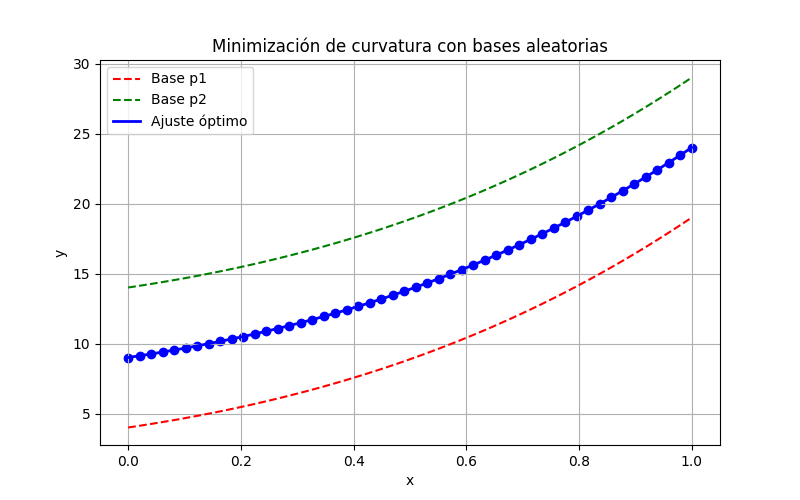 Minimización de curvatura con bases aleatorias
Base p1
Base p2
Ajuste óptimo
30
25
20
15
10
5
y
0.0 0.2 0.4 0.6 0.8 1.0
x